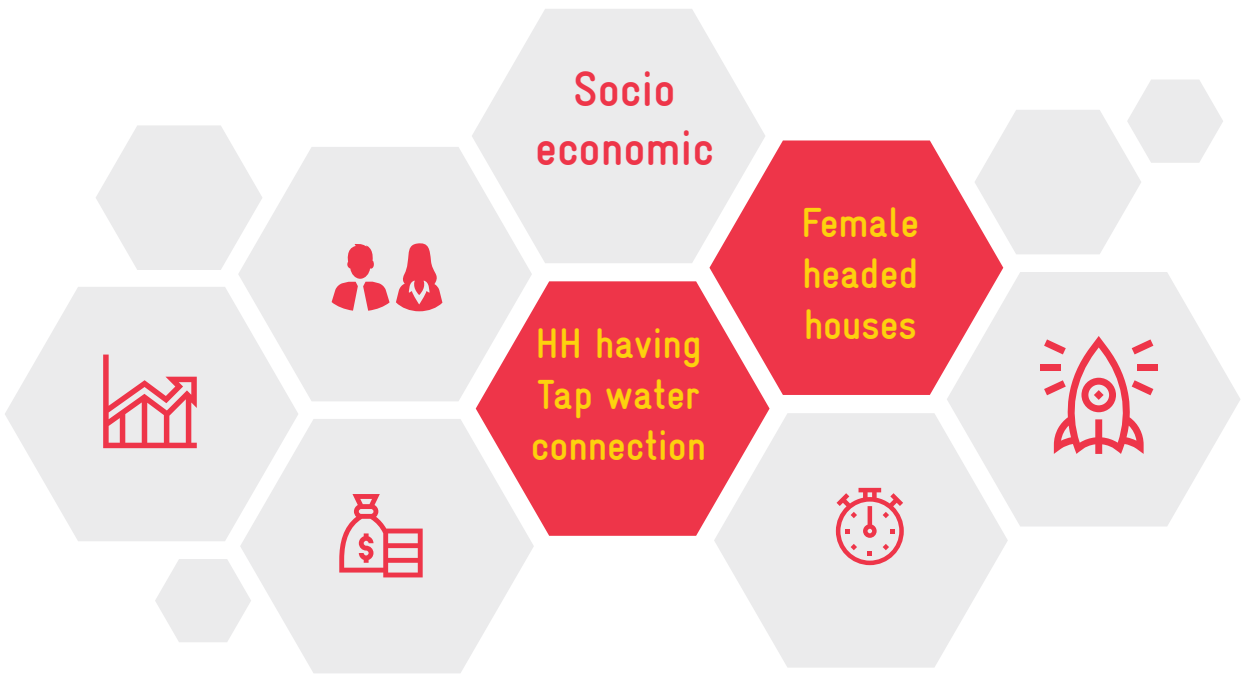 Socio
economic
Female
headed
houses
HH having
Tap water
connection
$